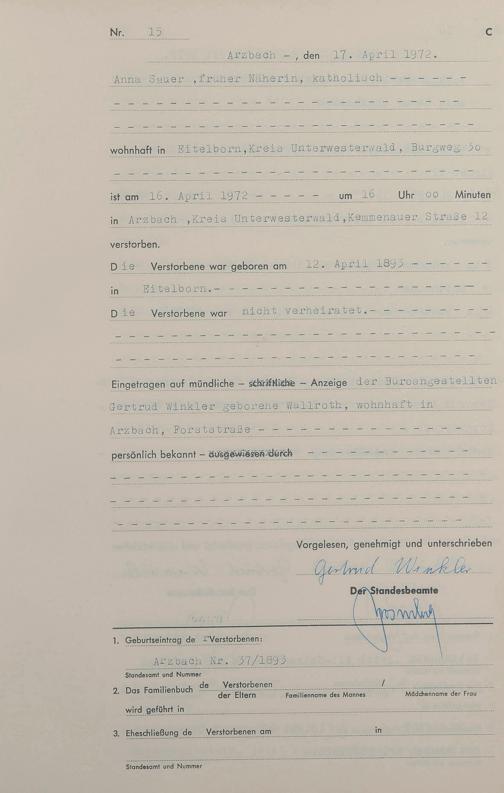 Nr. 15 C
Arzbach - , den 17. April 1972.
Anna Sauer ,früher Näherin, katholisch - - - - - -
wohnhaft in Eitelborn,Kreis Unterwesterwald, Burgweg 30
ist am 16. April 1972 - - - - - um 16 Uhr oo Minuten
in Arzbach ,Kreis Unterwesterwald,Kemmenauer Straße 12
verstorben.
Die Verstorbene war geboren am 12. April 1893 - - - - - -
in Eitelborn.- - - - - - - - - - - - - - -
Die Verstorbene war nicht verheiratet.- - - - - - - -
Eingetragen auf mündliche – schriftliche – Anzeige der Büroangestellten
Gertrud Winkler geborene Wallroth, wohnhaft in
Arzbach, Forststraße - - - - - - - - - - - - -
persönlich bekannt – ausgewiesen durch - - - - - - - - - -
Vorgelesen, genehmigt und unterschrieben
Gertrud Winkler
Der Standesbeamte
1. Geburtseintrag de r Verstorbenen:
Arzbach Nr. 37/1893
Standesamt und Nummer
2. Das Familienbuch de Verstorbenen / der Eltern Familienname des Mannes Mädchenname der Frau
wird geführt in
3. Eheschließung de Verstorbenen am in
Standesamt und Nummer